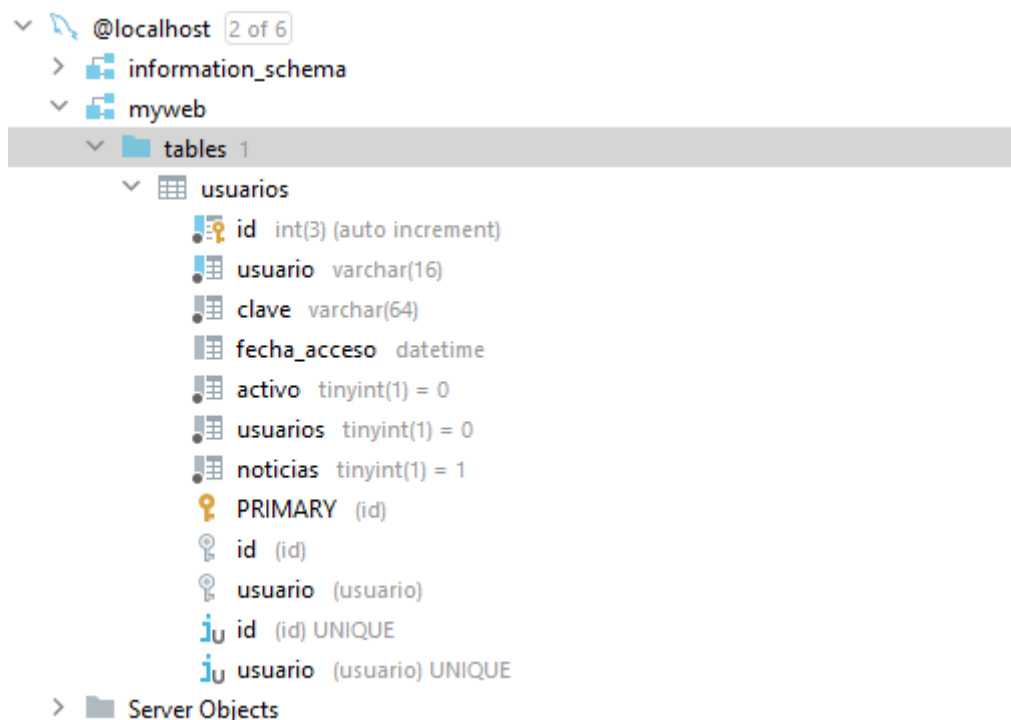 @localhost 2 of 6
information_schema
myweb
tables 1
usuarios
id int(3) (auto increment)
usuario varchar(16)
clave varchar(64)
fecha_acceso datetime
activo tinyint(1) = 0
usuarios tinyint(1) = 0
noticias tinyint(1) = 1
PRIMARY (id)
id (id)
usuario (usuario)
id (id) UNIQUE
usuario (usuario) UNIQUE
Server Objects